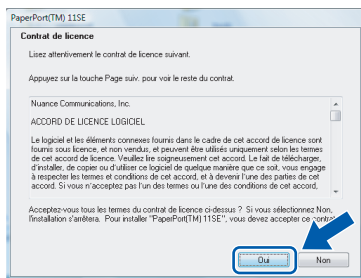 PaperPort(TM) 11SE
Contrat de licence
Lisez attentivement le contrat de licence suivant.
Appuyez sur la touche Page suiv. pour voir le reste du contrat.
Nuance Communications, Inc.
ACCORD DE LICENCE LOGICIEL
Le logiciel et les éléments connexes fournis dans le cadre de cet accord de licence sont
fournis sous licence, et non vendus, et peuvent être utilisés uniquement selon les termes
de cet accord de licence. Veuillez lire soigneusement cet accord. Le fait de télécharger,
d'installer, de copier ou d'utiliser ce logiciel de quelque manière que ce soit, vous engage
à respecter les termes et conditions de cet accord, et à devenir l'une des parties de cet
accord. Si vous n'acceptez pas l'un des termes ou l'une des conditions de cet accord,
Acceptez-vous tous les termes du contrat de licence ci-dessus ? Si vous sélectionnez Non,
l'installation s'arrêtera. Pour installer "PaperPort(TM) 11SE", vous devez accepter ce contrat.
Oui
Non